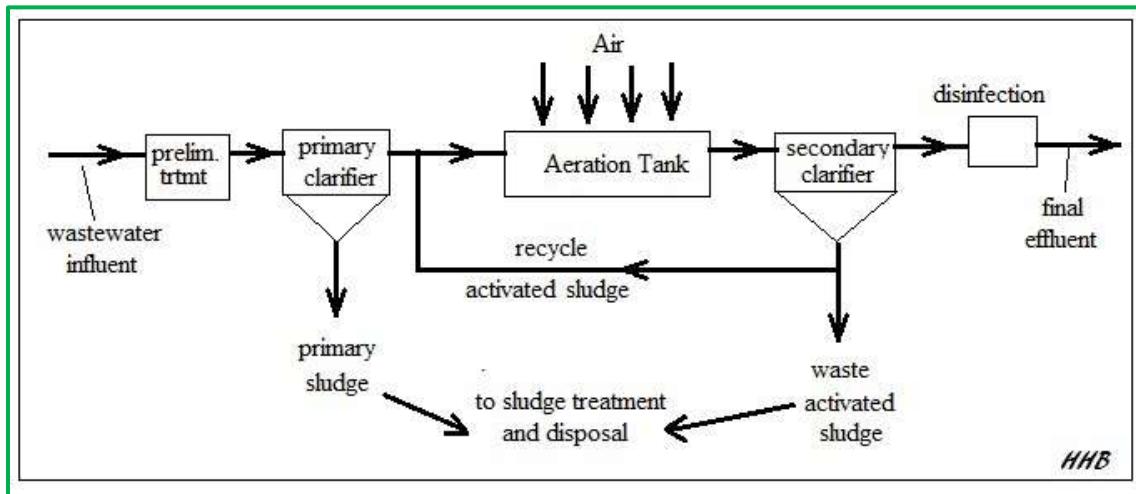 Air
disinfection
prelim.
trtmt
primary
clarifier
Aeration Tank
secondary
clarifier
wastewater
influent
final
effluent
recycle
activated sludge
primary
sludge
to sludge treatment
and disposal
waste
activated
sludge
HHB